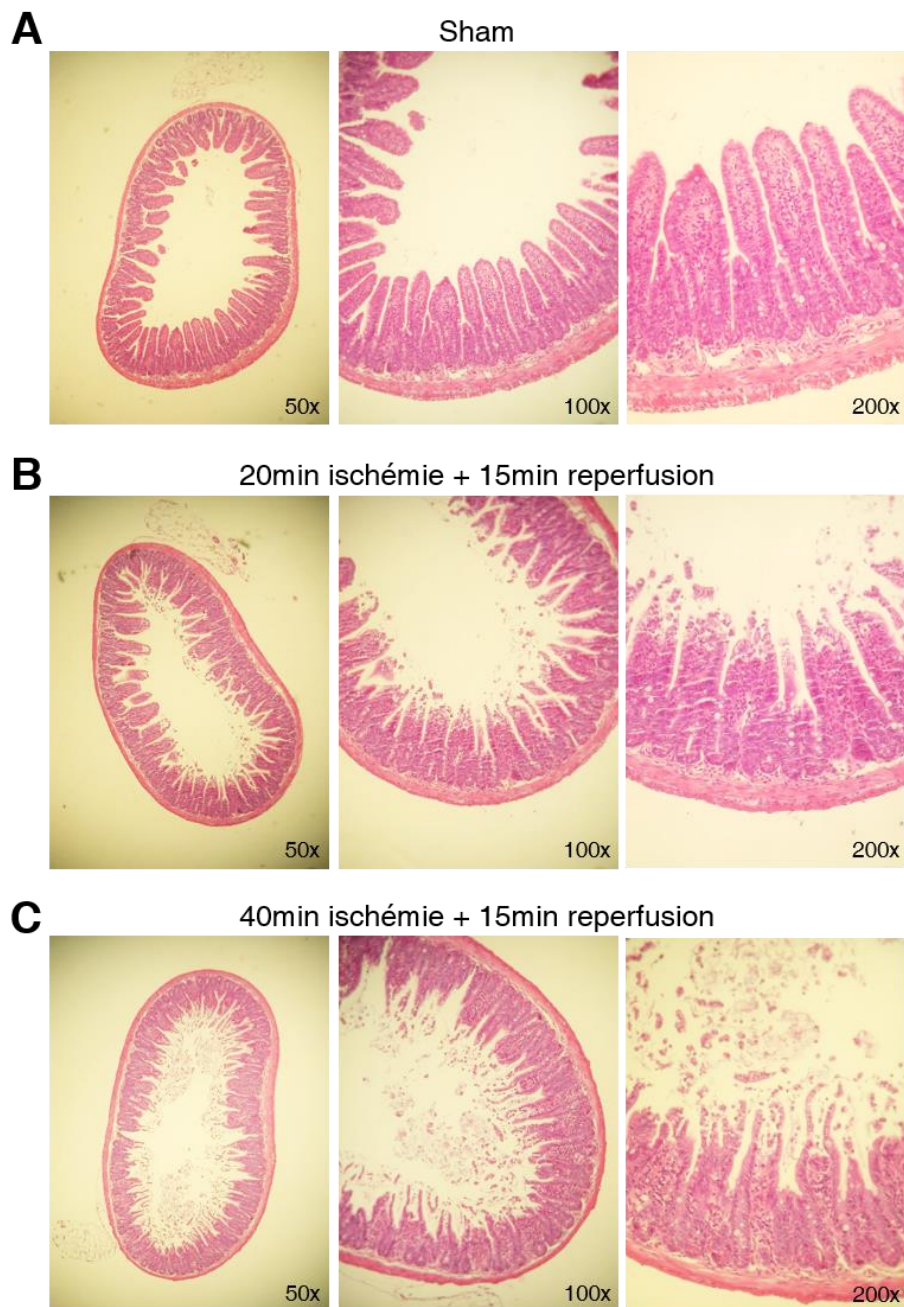 A
Sham
50x
100x
200x
B
20min ischémie + 15min reperfusion
50x
100x
200x
C
40min ischémie + 15min reperfusion
50x
100x
200x